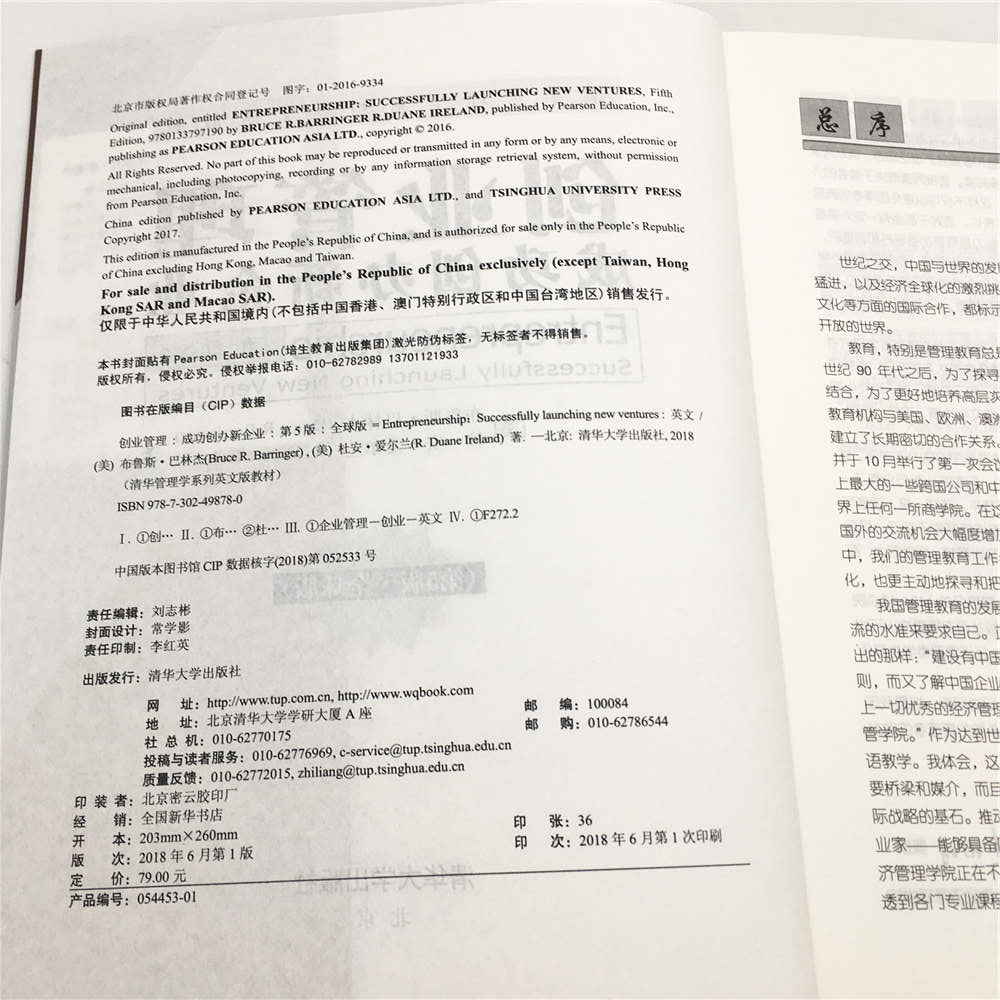 北京市版权局著作权合同登记号 图字：01-2016-9334
Original edition, entitled ENTREPRENEURSHIP: SUCCESSFULLY LAUNCHING NEW VENTURES, Fifth
Edition, 9780133797190 by BRUCE R.BARRINGER R.DUANE IRELAND, published by Pearson Education, Inc.,
publishing as PEARSON EDUCATION ASIA LTD., copyright © 2016.
All Rights Reserved. No part of this book may be reproduced or transmitted in any form or by any means, electronic or
mechanical, including photocopying, recording or by any information storage retrieval system, without permission
from Pearson Education, Inc.
China edition published by PEARSON EDUCATION ASIA LTD., and TSINGHUA UNIVERSITY PRESS
Copyright 2017.
This edition is manufactured in the People's Republic of China, and is authorized for sale only in the People's Republic
of China excluding Hong Kong, Macao and Taiwan.
For sale and distribution in the People's Republic of China exclusively (except Taiwan, Hong
Kong SAR and Macao SAR).
仅限于中华人民共和国境内(不包括中国香港、澳门特别行政区和中国台湾地区)销售发行。
本书封面贴有 Pearson Education(培生教育出版集团)激光防伪标签，无标签者不得销售。
版权所有，侵权必究。侵权举报电话：010-62782989 13701121933
图书在版编目（CIP）数据
创业管理：成功创办新企业：第 5 版：全球版 = Entrepreneurship: Successfully launching new ventures：英文 /
(美) 布鲁斯·巴林杰(Bruce R. Barringer) , (美) 杜安·爱尔兰(R. Duane Ireland) 著. —北京：清华大学出版社, 2018
（清华管理学系列英文版教材）
ISBN 978-7-302-49878-0
Ⅰ. ①创… Ⅱ. ①布… ②杜… Ⅲ. ①企业管理－创业－英文 Ⅳ. ①F272.2
中国版本图书馆 CIP 数据核字(2018)第 052533 号
责任编辑：刘志彬
封面设计：常学影
责任印制：李红英
出版发行：清华大学出版社
网 址：http://www.tup.com.cn, http://www.wqbook.com
地 址：北京清华大学学研大厦 A 座 邮 编：100084
社 总 机：010-62770175 邮 购：010-62786544
投稿与读者服务：010-62776969, c-service@tup.tsinghua.edu.cn
质量反馈：010-62772015, zhiliang@tup.tsinghua.edu.cn
印 装 者：北京密云胶印厂
经 销：全国新华书店
开 本：203mm×260mm 印 张：36
版 次：2018 年 6 月第 1 版 印 次：2018 年 6 月第 1 次印刷
定 价：79.00 元
产品编号：054453-01
总 序
世纪之交，中国与世界的发
猛进，以及经济全球化的激烈挑
文化等方面的国际合作，都标示
开放的世界。
教育，特别是管理教育总是
世纪 90 年代之后，为了探寻
结合，为了更好地培养高层次
教育机构与美国、欧洲、澳洲
建立了长期密切的合作关系。
并于 10 月举行了第一次会议
上最大的一些跨国公司和中
界上任何一所商学院。在这
国外的交流机会大幅度增加
中，我们的管理教育工作者
化，也更主动地探寻和把
我国管理教育的发展
流的水准来要求自己。正
出的那样：“建设有中国
则，而又了解中国企业
上一切优秀的经济管理
管学院。”作为达到世
语教学。我体会，这
要桥梁和媒介，而且
际战略的基石。推动
业家——能够具备
济管理学院正在不
透到各门专业课程